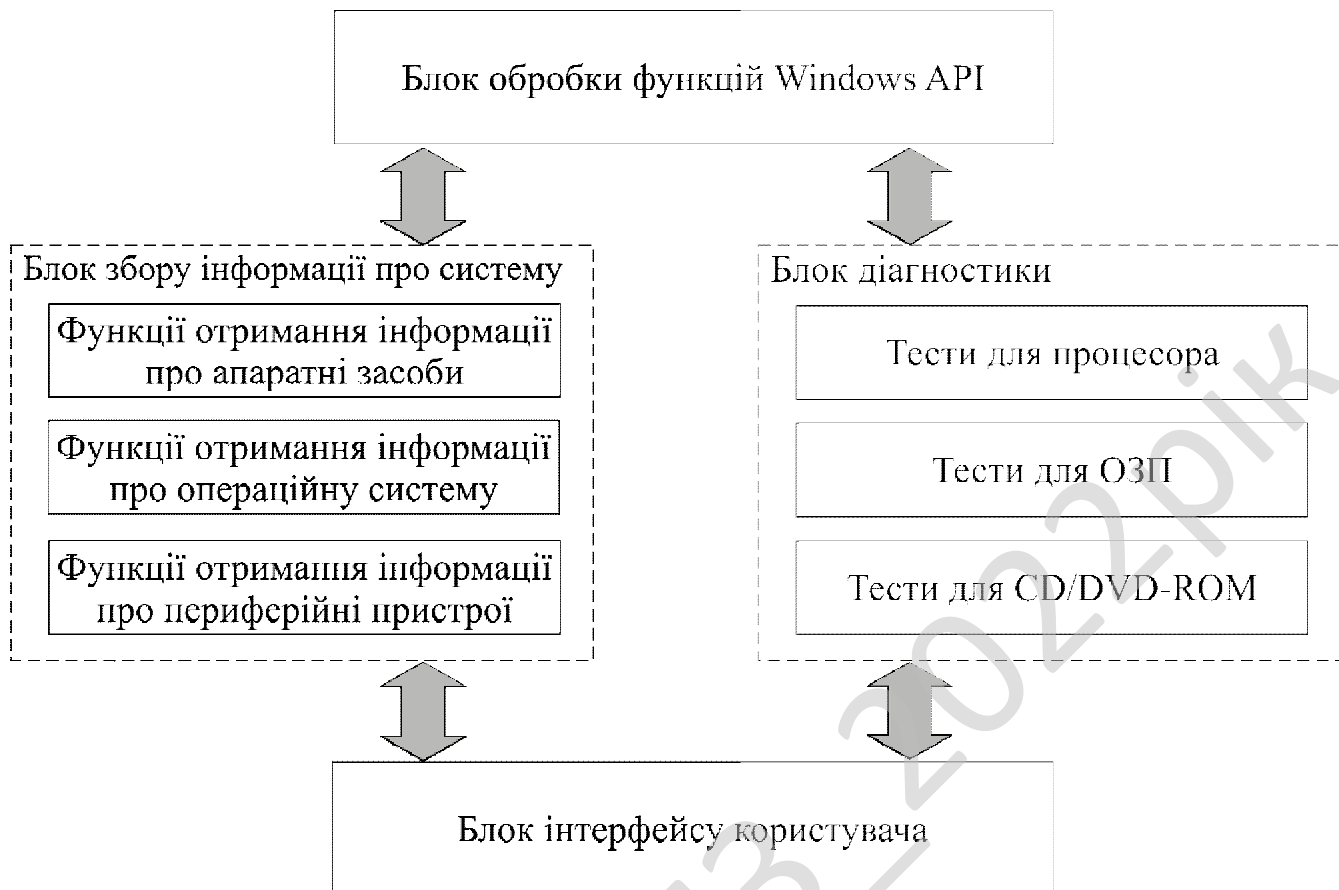 Блок обробки функцій Windows API
Блок збору інформації про систему
Функції отримання інформації
про апаратні засоби
Функції отримання інформації
про операційну систему
Функції отримання інформації
про периферійні пристрої
Блок діагностики
Тести для процесора
Тести для ОЗП
Тести для CD/DVD-ROM
Блок інтерфейсу користувача
3_2022рік